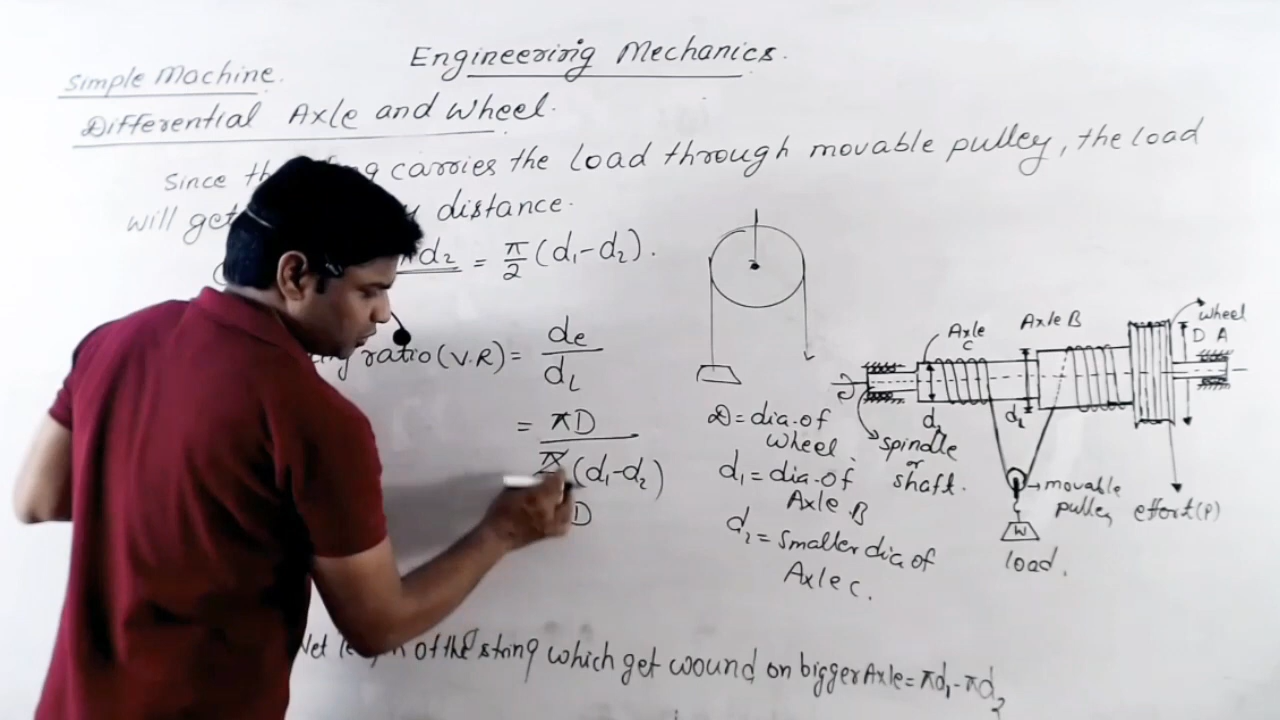 Engineering Mechanics.
Simple Machine.
Differential Axle and Wheel.
Since carries the load through movable pulley, the load
will get distance.
d₂ = π/2 (d₁-d₂).
ratio (V.R) = de/dL
= πD / π (d₁-d₂)
D
D = dia. of wheel
d₁ = dia. of Axle B
d₂ = smaller dia of Axle C.
Axle C
Axle B
wheel A
D
d₂
d₁
spindle or shaft.
movable pulley
effort (P)
W
load.
Net of the string which get wound on bigger Axle = πd₁-πd₂